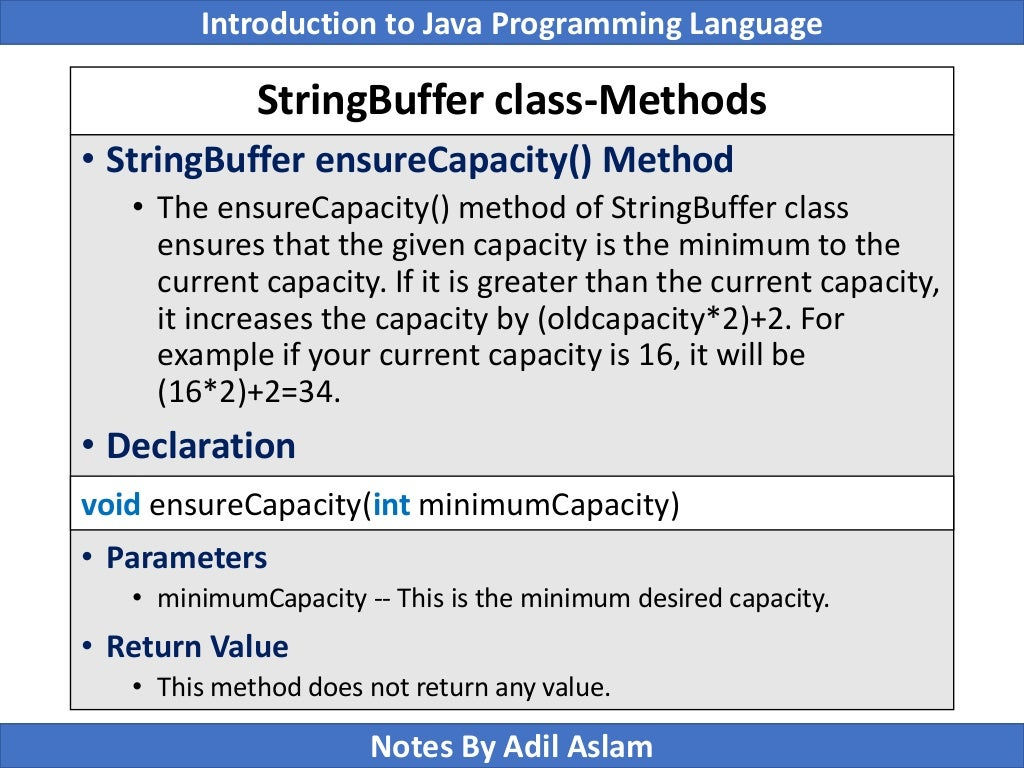 Introduction to Java Programming Language
StringBuffer class-Methods
• StringBuffer ensureCapacity() Method
• The ensureCapacity() method of StringBuffer class
ensures that the given capacity is the minimum to the
current capacity. If it is greater than the current capacity,
it increases the capacity by (oldcapacity*2)+2. For
example if your current capacity is 16, it will be
(16*2)+2=34.
• Declaration
void ensureCapacity(int minimumCapacity)
• Parameters
• minimumCapacity -- This is the minimum desired capacity.
• Return Value
• This method does not return any value.
Notes By Adil Aslam